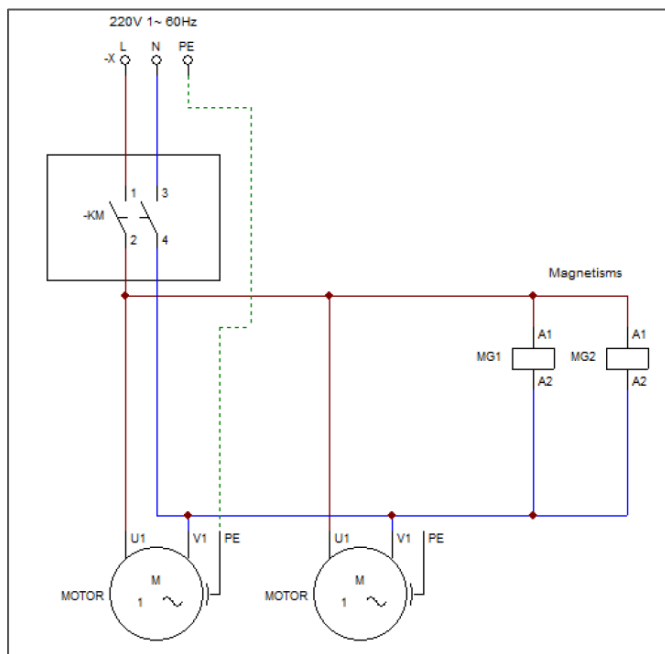 220V 1~ 60Hz
L N PE
-X
1 3
-KM
2 4
Magnetisms
A1 A1
MG1 MG2
A2 A2
U1 V1 PE U1 V1 PE
M M
MOTOR 1 MOTOR 1